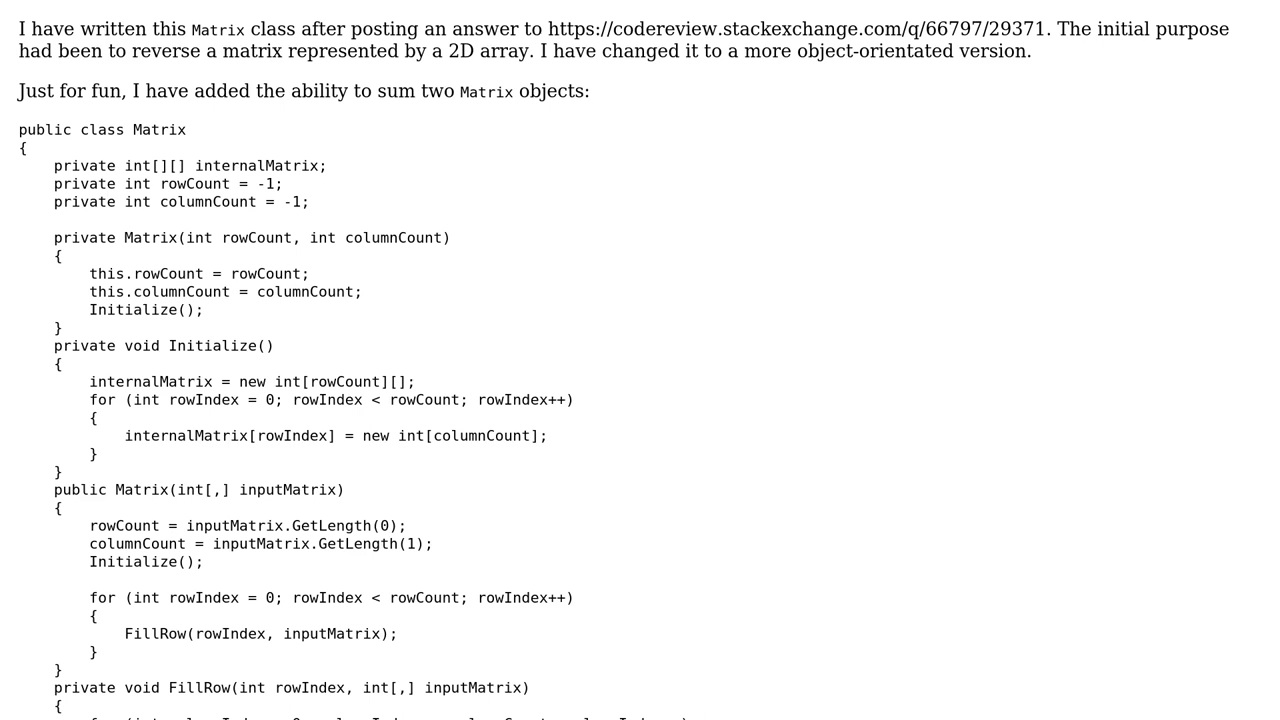 I have written this Matrix class after posting an answer to https://codereview.stackexchange.com/q/66797/29371. The initial purpose
had been to reverse a matrix represented by a 2D array. I have changed it to a more object-orientated version.
Just for fun, I have added the ability to sum two Matrix objects:
public class Matrix
{
    private int[][] internalMatrix;
    private int rowCount = -1;
    private int columnCount = -1;

    private Matrix(int rowCount, int columnCount)
    {
        this.rowCount = rowCount;
        this.columnCount = columnCount;
        Initialize();
    }
    private void Initialize()
    {
        internalMatrix = new int[rowCount][];
        for (int rowIndex = 0; rowIndex < rowCount; rowIndex++)
        {
            internalMatrix[rowIndex] = new int[columnCount];
        }
    }
    public Matrix(int[,] inputMatrix)
    {
        rowCount = inputMatrix.GetLength(0);
        columnCount = inputMatrix.GetLength(1);
        Initialize();

        for (int rowIndex = 0; rowIndex < rowCount; rowIndex++)
        {
            FillRow(rowIndex, inputMatrix);
        }
    }
    private void FillRow(int rowIndex, int[,] inputMatrix)
    {